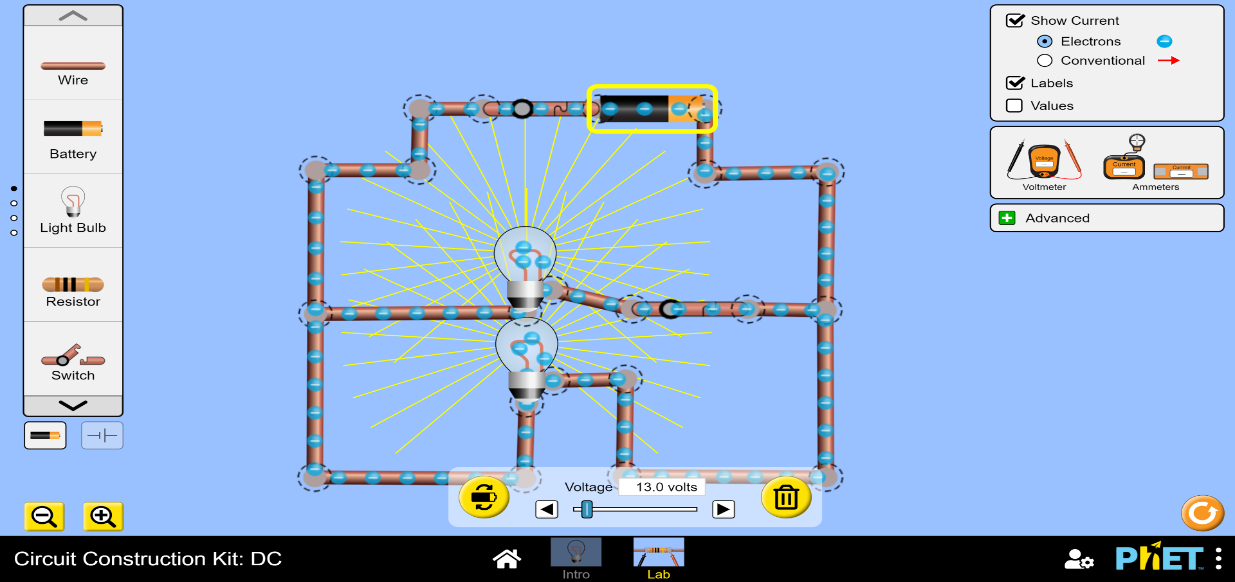 Wire
Battery
Light Bulb
Resistor
Switch
Show Current
Electrons
Conventional
Labels
Values
Voltage
Current
Current
Voltmeter
Ammeters
Advanced
Voltage
13.0 volts
Circuit Construction Kit: DC
Intro
Lab
PhET